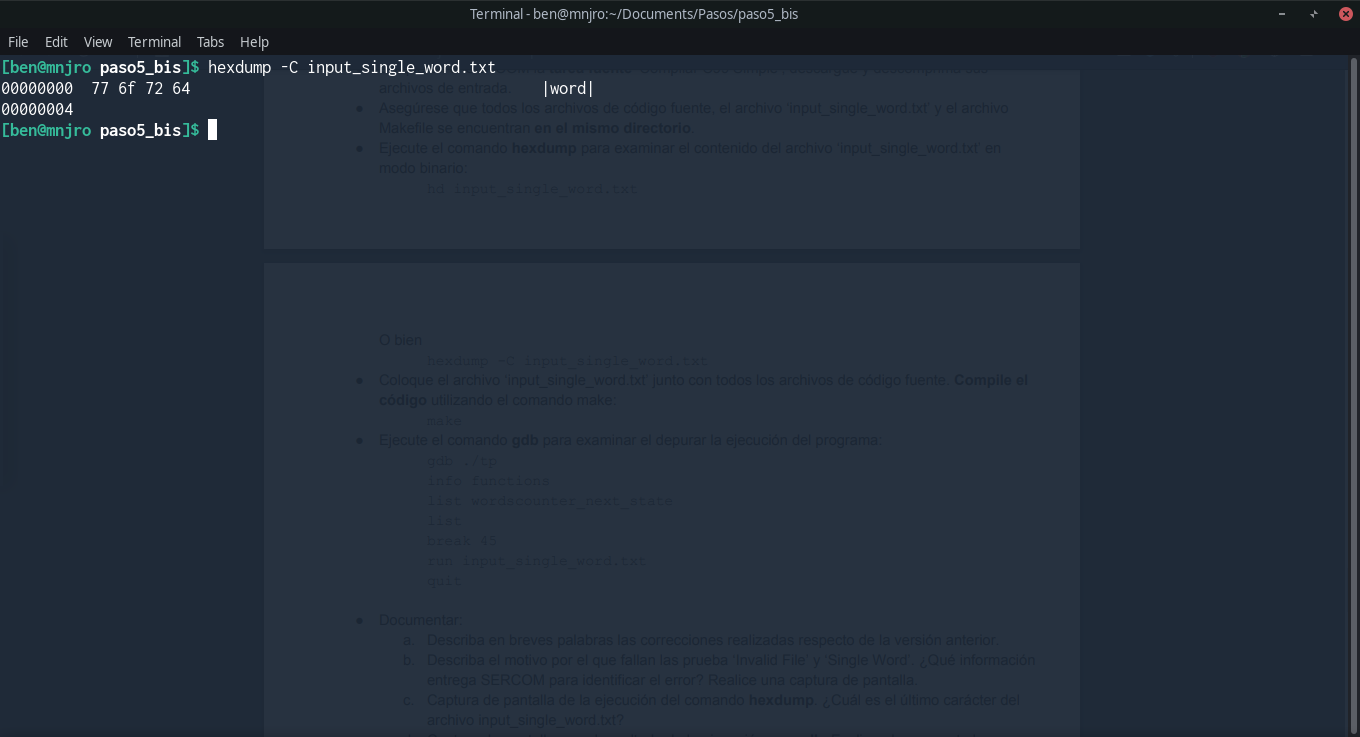 Terminal - ben@mnjro:~/Documents/Pasos/paso5_bis
File Edit View Terminal Tabs Help
[ben@mnjro paso5_bis]$ hexdump -C input_single_word.txt
00000000  77 6f 72 64                                       |word|
00000004
[ben@mnjro paso5_bis]$
archivos de entrada.
● Asegúrese que todos los archivos de código fuente, el archivo 'input_single_word.txt' y el archivo
Makefile se encuentran en el mismo directorio.
● Ejecute el comando hexdump para examinar el contenido del archivo 'input_single_word.txt' en
modo binario:
hd input_single_word.txt
O bien
hexdump -C input_single_word.txt
● Coloque el archivo 'input_single_word.txt' junto con todos los archivos de código fuente. Compile el
código utilizando el comando make:
make
● Ejecute el comando gdb para examinar el depurar la ejecución del programa:
gdb ./tp
info functions
list wordscounter_next_state
list
break 45
run input_single_word.txt
quit
● Documentar:
a. Describa en breves palabras las correcciones realizadas respecto de la versión anterior.
b. Describa el motivo por el que fallan las prueba 'Invalid File' y 'Single Word'. ¿Qué información
entrega SERCOM para identificar el error? Realice una captura de pantalla.
c. Captura de pantalla de la ejecución del comando hexdump. ¿Cuál es el último carácter del
archivo input_single_word.txt?